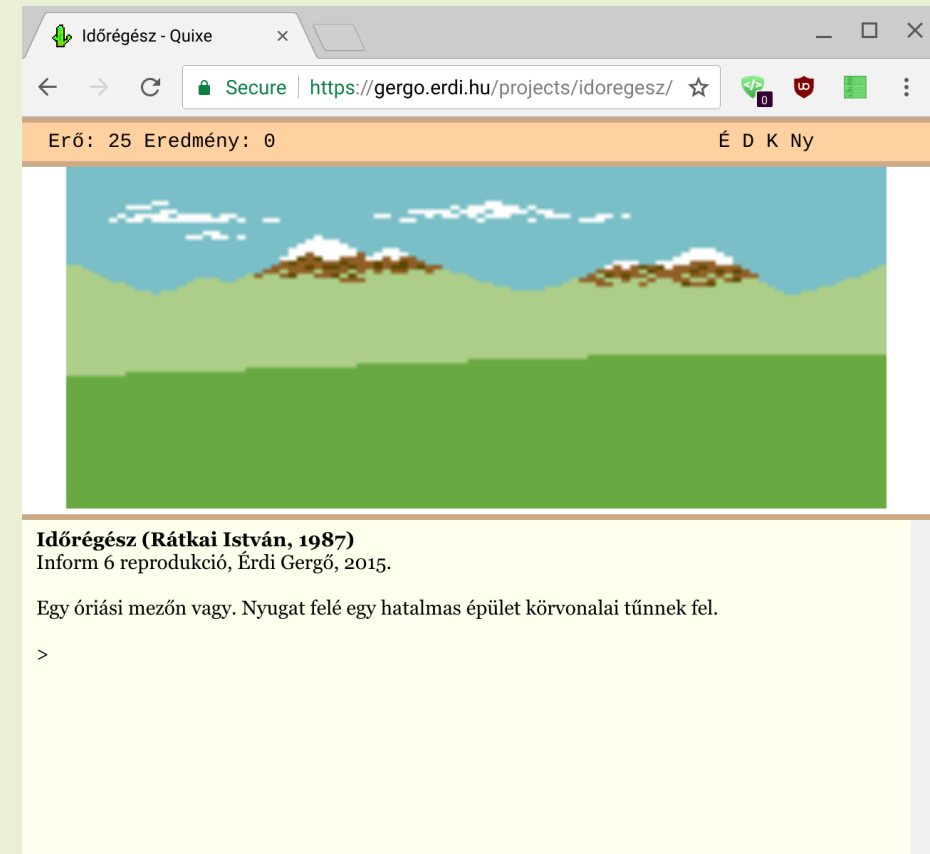 Időrégész - Quixe
Secure https://gergo.erdi.hu/projects/idoregesz/
0
Erő: 25 Eredmény: 0 É D K Ny
Időrégész (Rátkai István, 1987)
Inform 6 reprodukció, Érdi Gergő, 2015.
Egy óriási mezőn vagy. Nyugat felé egy hatalmas épület körvonalai tűnnek fel.
>